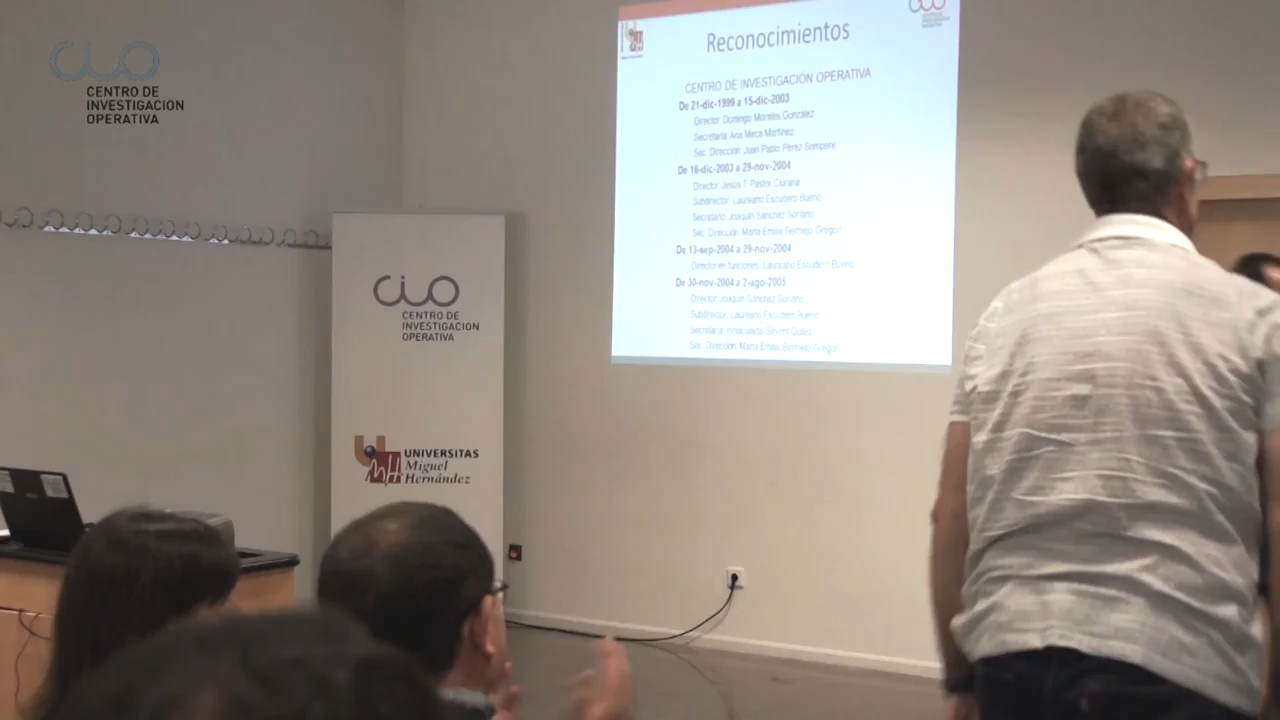 CIO
CENTRO DE
INVESTIGACION
OPERATIVA
Reconocimientos
CENTRO DE INVESTIGACIÓN OPERATIVA
De 21-dic-1999 a 15-dic-2003
Director: Domingo Morales González
Secretaria: Ana Meca Martínez
Sec. Dirección: Juan Pablo Pérez Sempere
De 16-dic-2003 a 29-nov-2004
Director: Jesús T. Pastor Ciurana
Subdirector: Laureano Escudero Bueno
Secretario: Joaquín Sánchez Soriano
Sec. Dirección: María Emilia Bermejo Gregori
De 13-sep-2004 a 29-nov-2004
Director en funciones: Laureano Escudero Bueno
De 30-nov-2004 a 2-ago-2005
Director: Joaquín Sánchez Soriano
Subdirector: Laureano Escudero Bueno
Secretaria: Inmaculada Sirvent Quílez
Sec. Dirección: María Emilia Bermejo Gregori
CIO
CENTRO DE
INVESTIGACION
OPERATIVA
UNIVERSITAS
Miguel
Hernández